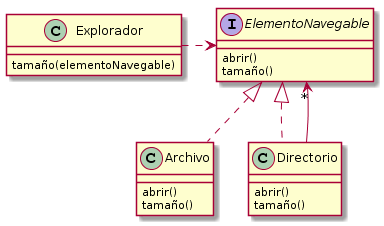 C Explorador
tamaño(elementoNavegable)
I ElementoNavegable
abrir()
tamaño()
*
C Archivo
abrir()
tamaño()
C Directorio
abrir()
tamaño()